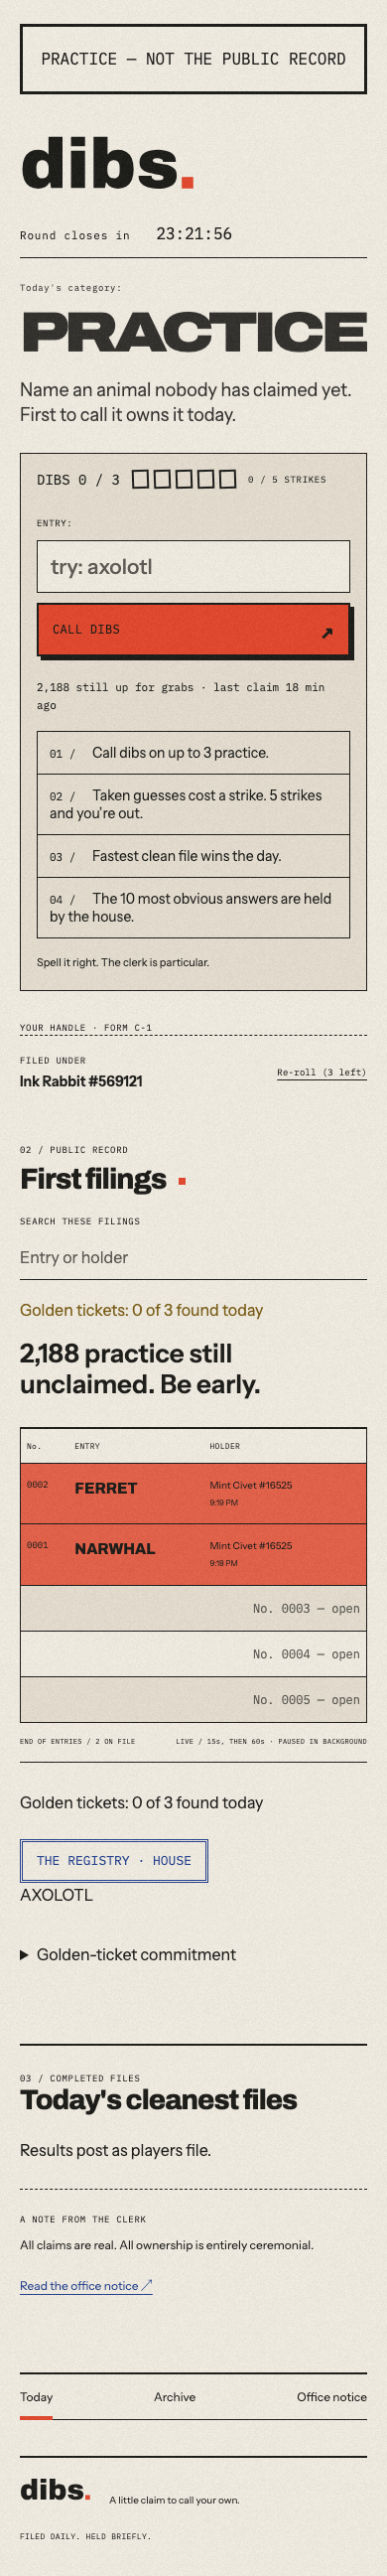 PRACTICE — NOT THE PUBLIC RECORD
dibs.
Round closes in 23:21:56
Today's category:
PRACTICE
Name an animal nobody has claimed yet.
First to call it owns it today.
DIBS 0 / 3 0 / 5 STRIKES
ENTRY:
try: axolotl
CALL DIBS ↗
2,188 still up for grabs · last claim 18 min
ago
01 / Call dibs on up to 3 practice.
02 / Taken guesses cost a strike. 5 strikes
and you're out.
03 / Fastest clean file wins the day.
04 / The 10 most obvious answers are held
by the house.
Spell it right. The clerk is particular.
YOUR HANDLE · FORM C-1
FILED UNDER
Ink Rabbit #569121
Re-roll (3 left)
02 / PUBLIC RECORD
First filings
SEARCH THESE FILINGS
Entry or holder
Golden tickets: 0 of 3 found today
2,188 practice still
unclaimed. Be early.
No. ENTRY HOLDER
0002 FERRET Mint Civet #16525
9:19 PM
0001 NARWHAL Mint Civet #16525
9:18 PM
No. 0003 — open
No. 0004 — open
No. 0005 — open
END OF ENTRIES / 2 ON FILE LIVE / 15s, THEN 60s · PAUSED IN BACKGROUND
Golden tickets: 0 of 3 found today
THE REGISTRY · HOUSE
AXOLOTL
▶ Golden-ticket commitment
03 / COMPLETED FILES
Today's cleanest files
Results post as players file.
A NOTE FROM THE CLERK
All claims are real. All ownership is entirely ceremonial.
Read the office notice ↗
Today Archive Office notice
dibs. A little claim to call your own.
FILED DAILY. HELD BRIEFLY.